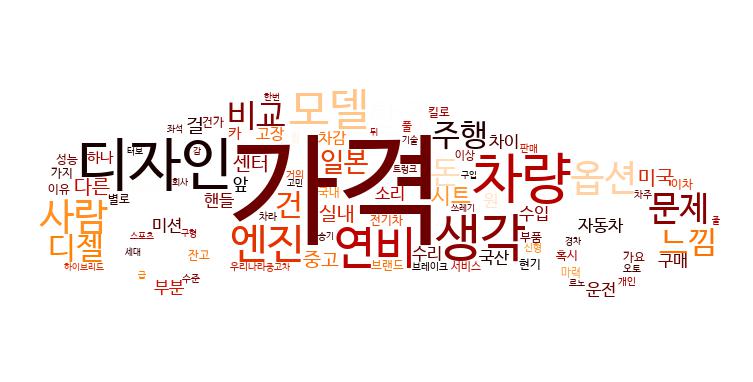 한번
킬로
좌석
걸
건가
비교
모델
풀
카
고장
차감
뒤
기술
주행
차이
판매
성능
하나
터보
감
디자인
가격
센터
일본
거의
고민
트렁크
이상
구입
가지
이유
다른
별로
회사
앞
핸들
국내
소리
돈
시트
차량
옵션
미국
이차
차주
사람
디젤
미션
차라
건
실내
전기차
쓰레기
원
수입
자동차
문제
롤
스포츠
구형
엔진
승기
연비
생각
부품
신형
느낌
세대
잔고
중고
수리
국산
경차
혹시
가요
구매
하이브리드
급
수준
우리나라중고차
브랜드
브레이크
서비스
현기
마력
오토
부분
르노
운전
개인